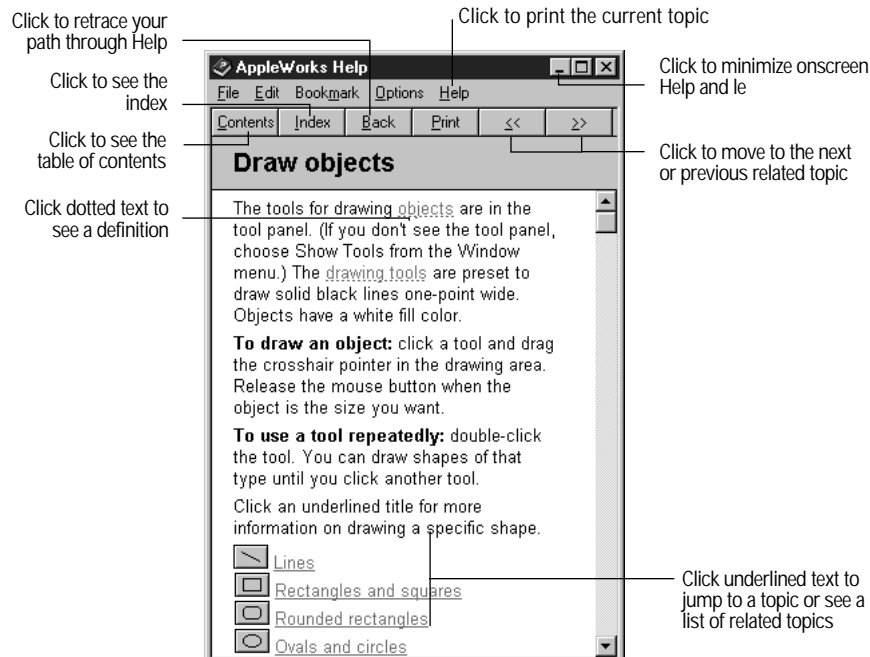 Click to retrace your
path through Help
Click to print the current topic
Click to see the
index
Click to see the
table of contents
Click dotted text to
see a definition
AppleWorks Help
File Edit Bookmark Options Help
Contents Index Back Print << >>
Draw objects
The tools for drawing objects are in the
tool panel. (If you don't see the tool panel,
choose Show Tools from the Window
menu.) The drawing tools are preset to
draw solid black lines one-point wide.
Objects have a white fill color.
To draw an object: click a tool and drag
the crosshair pointer in the drawing area.
Release the mouse button when the
object is the size you want.
To use a tool repeatedly: double-click
the tool. You can draw shapes of that
type until you click another tool.
Click an underlined title for more
information on drawing a specific shape.
Lines
Rectangles and squares
Rounded rectangles
Ovals and circles
Click to minimize onscreen
Help and le
Click to move to the next
or previous related topic
Click underlined text to
jump to a topic or see a
list of related topics